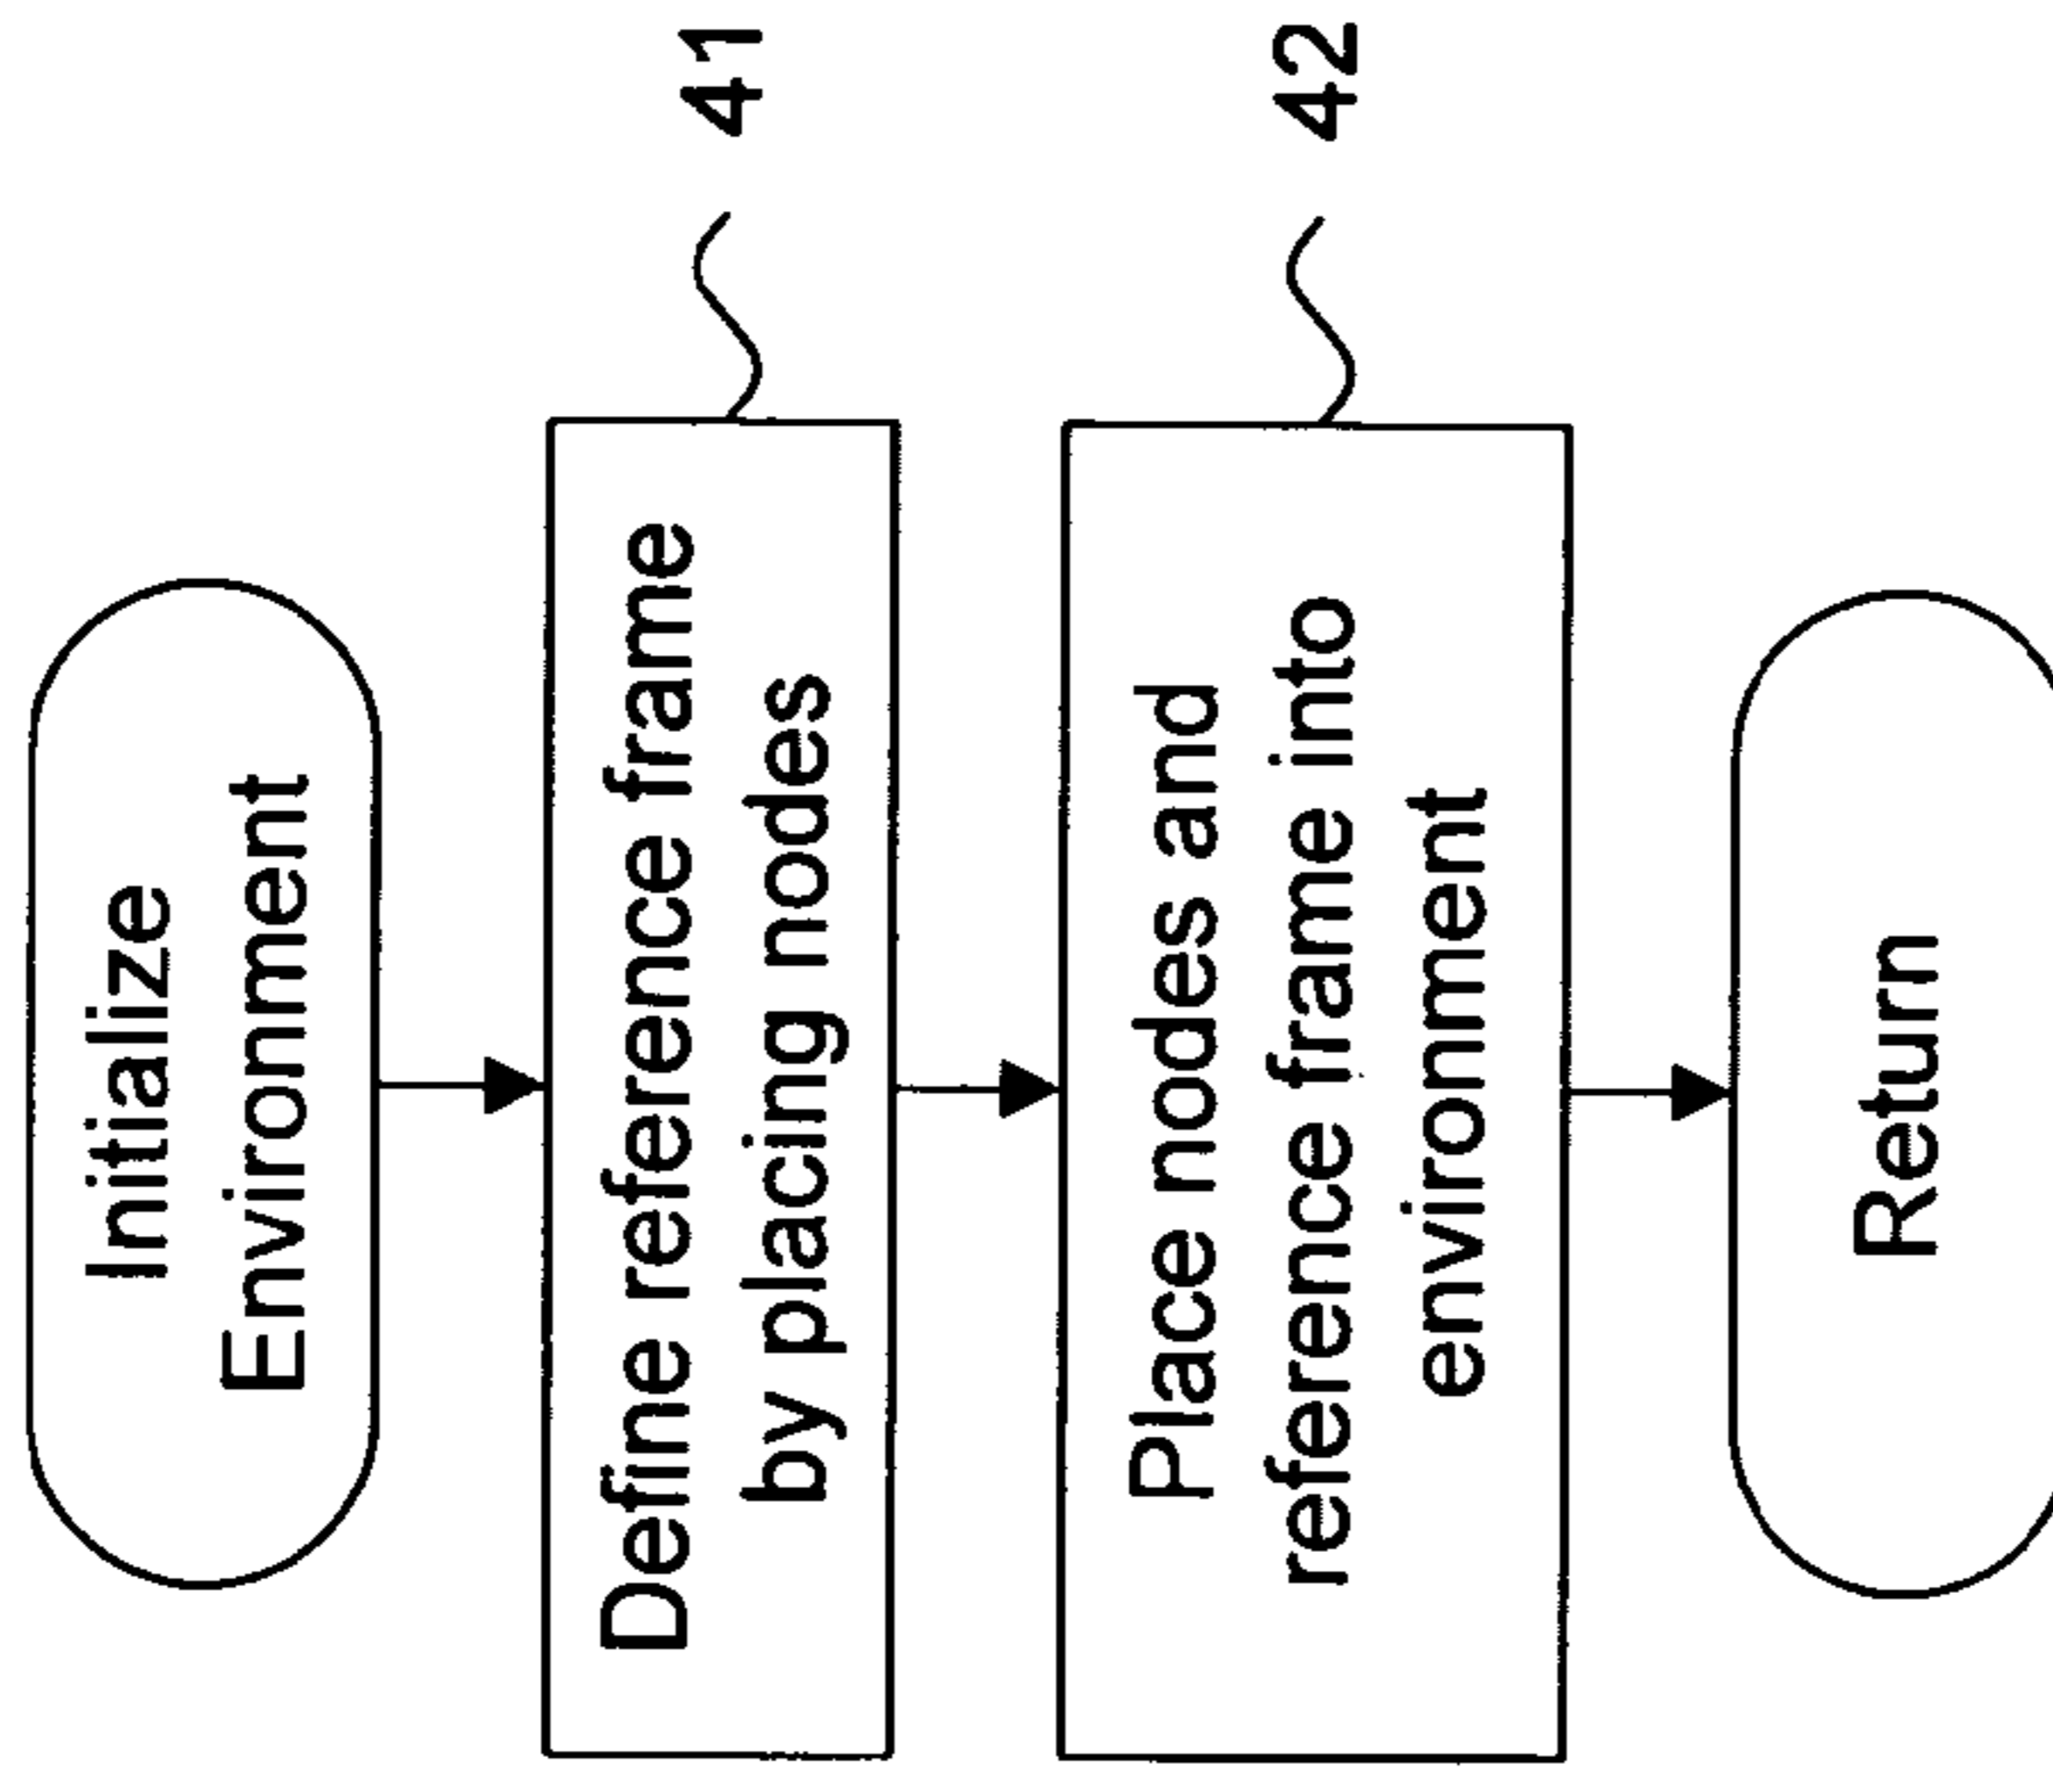 Initialize
Environment
Define reference frame
by placing nodes
41
Place nodes and
reference frame into
environment
42
Return